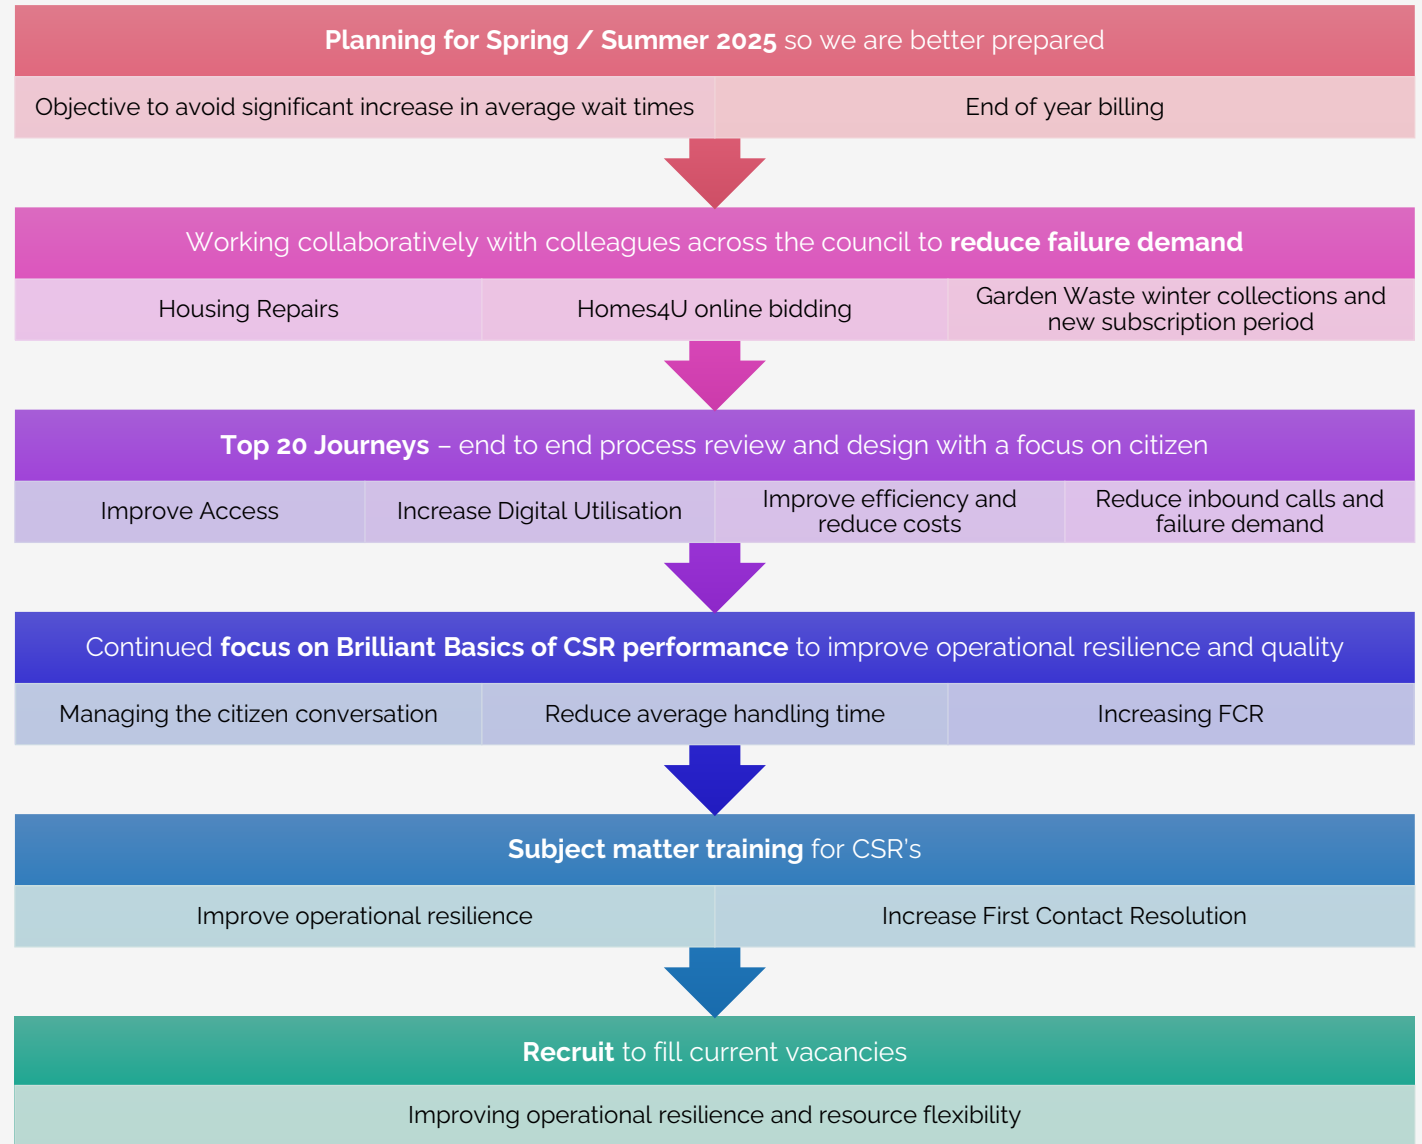 Planning for Spring / Summer 2025 so we are better prepared
Objective to avoid significant increase in average wait times
End of year billing
Working collaboratively with colleagues across the council to reduce failure demand
Housing Repairs
Homes4U online bidding
Garden Waste winter collections and
new subscription period
Top 20 Journeys – end to end process review and design with a focus on citizen
Improve Access
Increase Digital Utilisation
Improve efficiency and
reduce costs
Reduce inbound calls and
failure demand
Continued focus on Brilliant Basics of CSR performance to improve operational resilience and quality
Managing the citizen conversation
Reduce average handling time
Increasing FCR
Subject matter training for CSR's
Improve operational resilience
Increase First Contact Resolution
Recruit to fill current vacancies
Improving operational resilience and resource flexibility